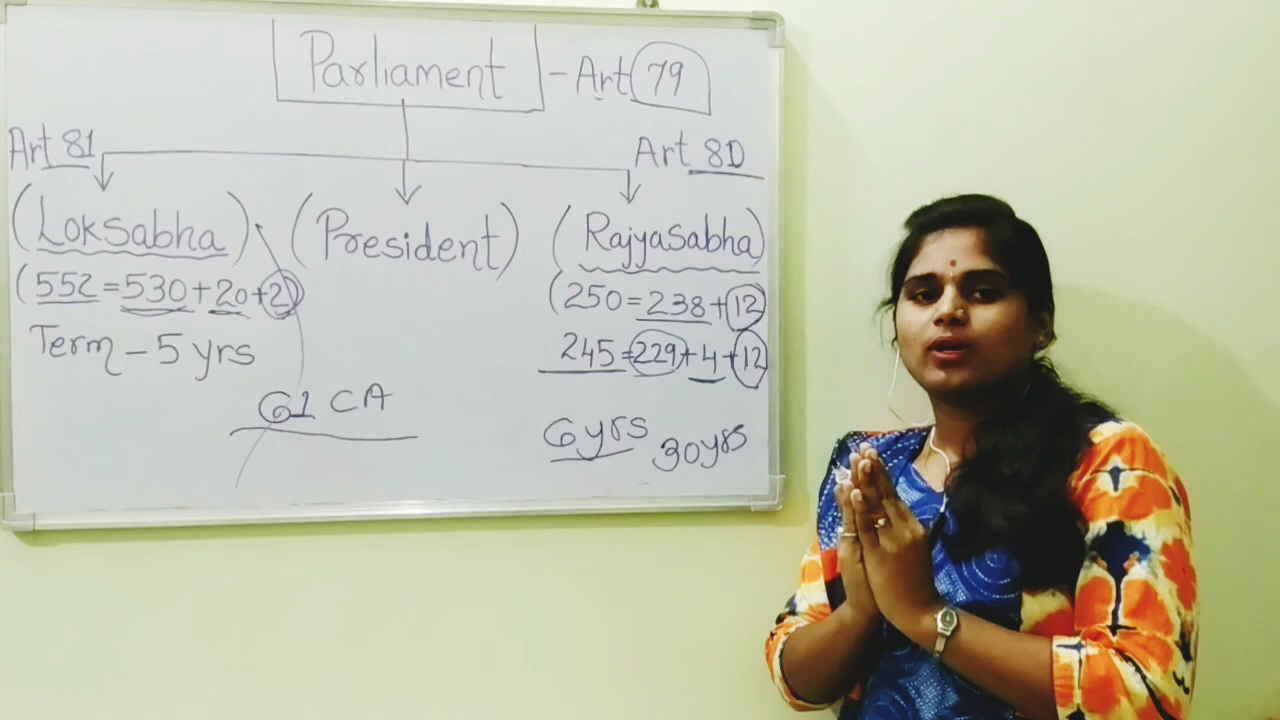 Parliament - Art 79
Art 81
Art 80
(Loksabha) (President) (Rajyasabha)
(552 = 530 + 20 + 2) (250 = 238 + 12
Term - 5 yrs 245 = 229 + 4 + 12
61 CA
6 yrs 30 yrs